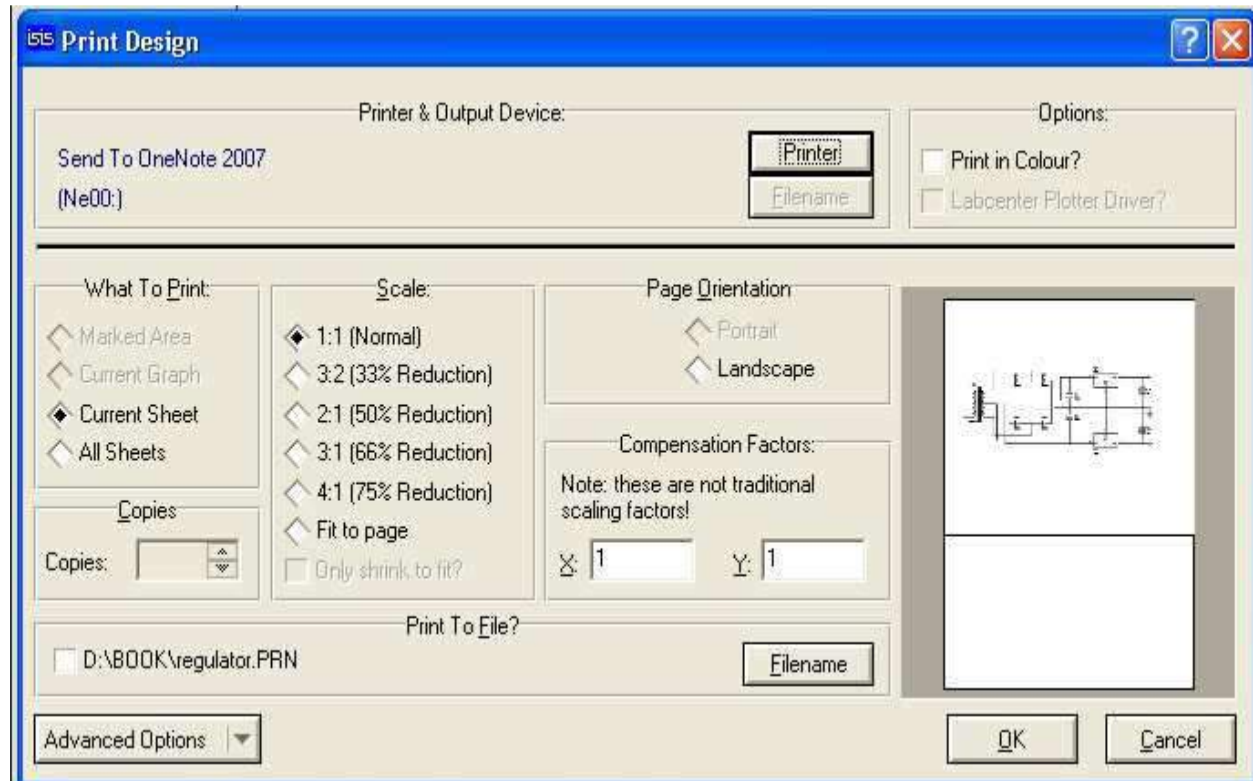 isis Print Design
Printer & Output Device:
Send To OneNote 2007
(Ne00:)
Printer
Filename
Options:
Print in Colour?
Labcenter Plotter Driver?
What To Print:
Marked Area
Current Graph
Current Sheet
All Sheets
Copies
Copies:
Scale:
1:1 (Normal)
3:2 (33% Reduction)
2:1 (50% Reduction)
3:1 (66% Reduction)
4:1 (75% Reduction)
Fit to page
Only shrink to fit?
Page Orientation
Portrait
Landscape
Compensation Factors:
Note: these are not traditional
scaling factors!
X: 1 Y: 1
Print To File?
D:\BOOK\regulator.PRN
Filename
Advanced Options
OK
Cancel